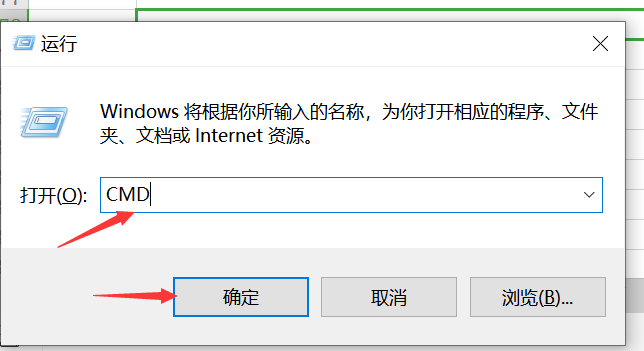 运行
Windows 将根据你所输入的名称，为你打开相应的程序、文件
夹、文档或 Internet 资源。
打开(O): CMD
确定 取消 浏览(B)...